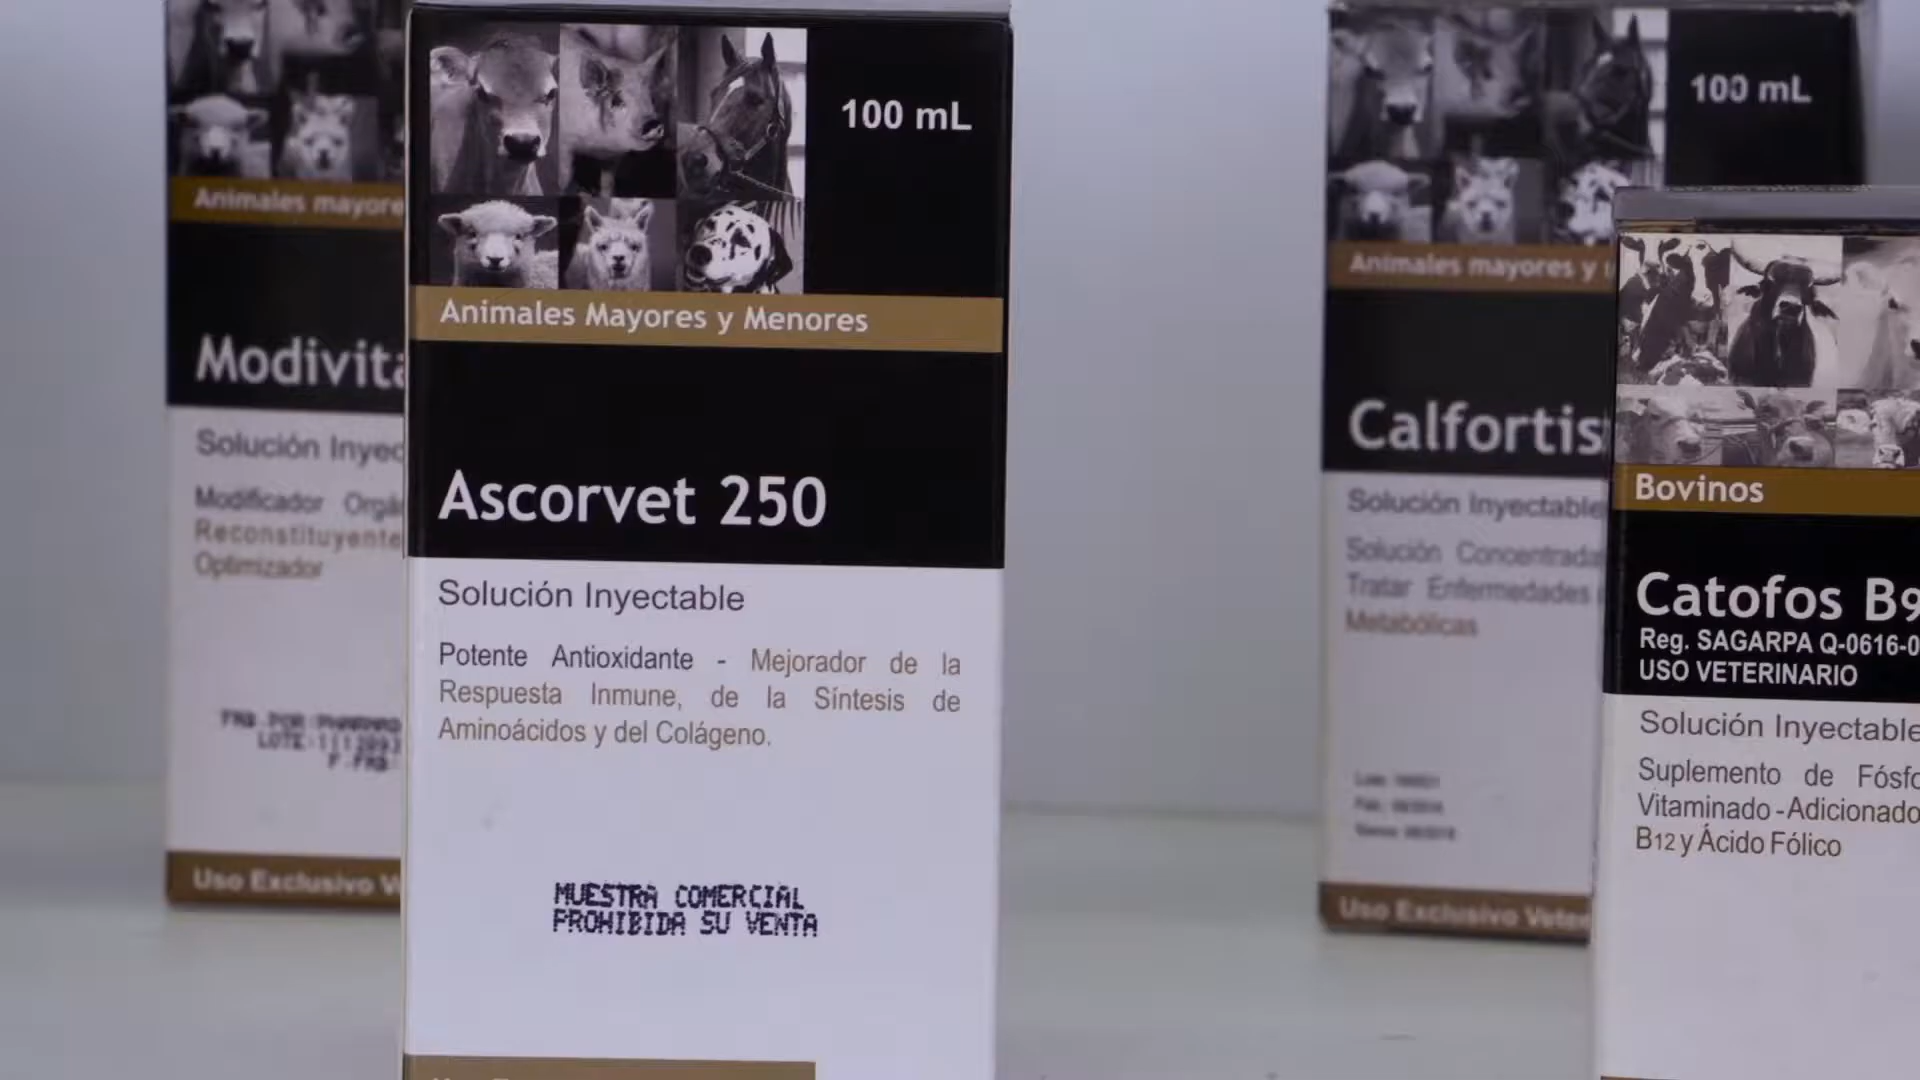 Animales mayore
Modivita
Solución Inyec
Modificador Orgá
Reconstituyente
Optimizador
LOTE:
Uso Exclusivo V
100 mL
Animales Mayores y Menores
Ascorvet 250
Solución Inyectable
Potente Antioxidante - Mejorador de la
Respuesta Inmune, de la Síntesis de
Aminoácidos y del Colágeno.
MUESTRA COMERCIAL
PROHIBIDA SU VENTA
100 mL
Animales mayores y
Calfortis
Solución Inyectable
Solución Concentrada
Tratar Enfermedades
Metabólicas
Uso Exclusivo Veter
Bovinos
Catofos B9
Reg. SAGARPA Q-0616-0
USO VETERINARIO
Solución Inyectable
Suplemento de Fósfo
Vitaminado - Adicionado
B12 y Ácido Fólico